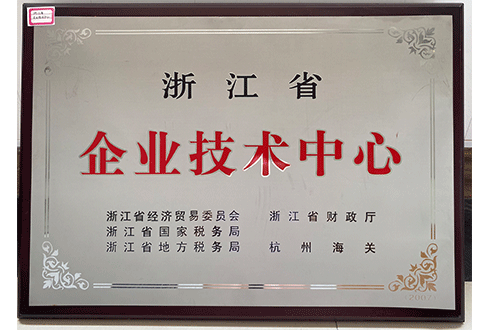 浙江省
企业技术中心
浙江省经济贸易委员会 浙江省财政厅
浙江省国家税务局
浙江省地方税务局 杭州海关